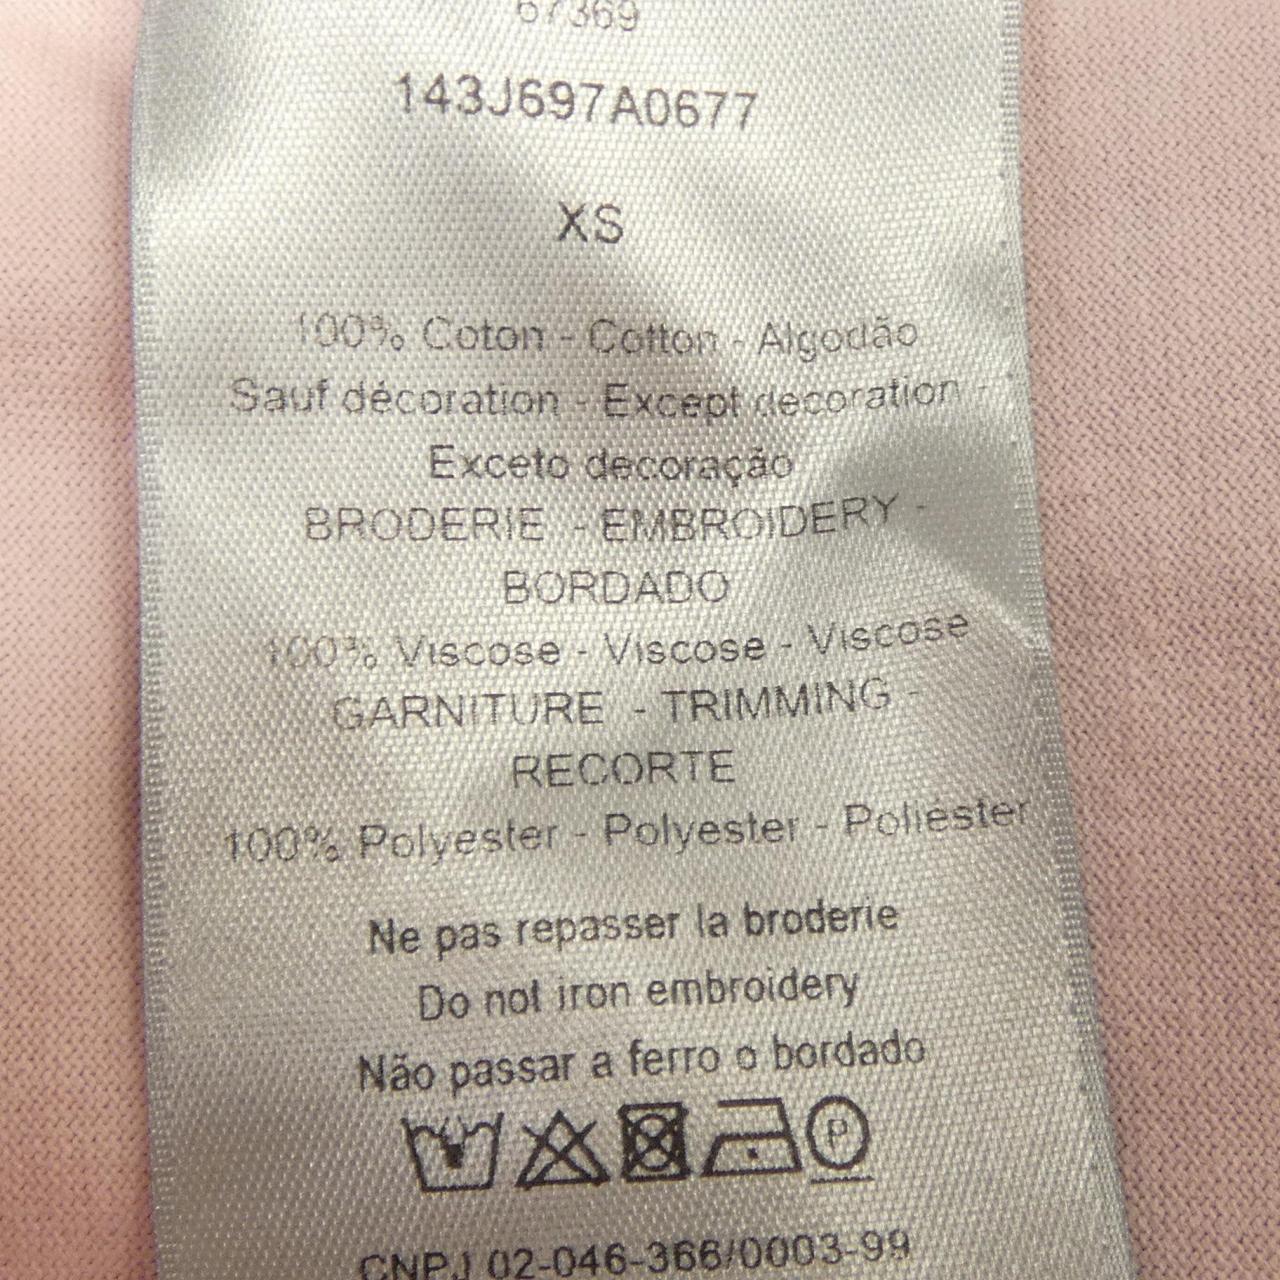 67369
143J697A0677
XS
100% Coton - Cotton - Algodão
Sauf décoration - Except decoration -
Exceto decoração
BRODERIE - EMBROIDERY -
BORDADO
100% Viscose - Viscose - Viscose
GARNITURE - TRIMMING -
RECORTE
100% Polyester - Polyester - Poliéster
Ne pas repasser la broderie
Do not iron embroidery
Não passar a ferro o bordado
P
CNPJ 02-046-366/0003-99